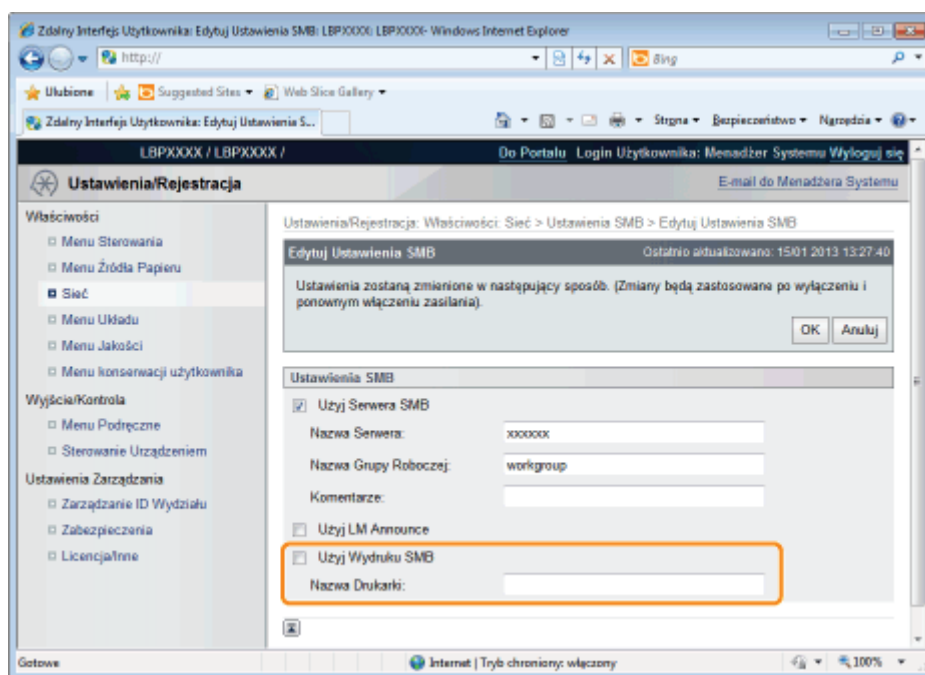 Zdalny Interfejs Użytkownika: Edytuj Ustawienia SMB: LBPXXXX: LBPXXXX- Windows Internet Explorer
http://
Bing
Ulubione Suggested Sites Web Slice Gallery
Zdalny Interfejs Użytkownika: Edytuj Ustawienia S... Strona Bezpieczeństwo Narzędzia
LBPXXXX / LBPXXXX / Do Portalu Login Użytkownika: Menadżer Systemu Wyloguj się
Ustawienia/Rejestracja E-mail do Menadżera Systemu
Właściwości
Menu Sterowania
Menu Źródła Papieru
Sieć
Menu Układu
Menu Jakości
Menu konserwacji użytkownika
Wyjście/Kontrola
Menu Podręczne
Sterowanie Urządzeniem
Ustawienia Zarządzania
Zarządzanie ID Wydziału
Zabezpieczenia
Licencja/Inne
Ustawienia/Rejestracja: Właściwości: Sieć > Ustawienia SMB > Edytuj Ustawienia SMB
Edytuj Ustawienia SMB Ostatnio aktualizowano: 15/01 2013 13:27:40
Ustawienia zostaną zmienione w następujący sposób. (Zmiany będą zastosowane po wyłączeniu i
ponownym włączeniu zasilania).
OK Anuluj
Ustawienia SMB
Użyj Serwera SMB
Nazwa Serwera: xxxxxx
Nazwa Grupy Roboczej: workgroup
Komentarze:
Użyj LM Announce
Użyj Wydruku SMB
Nazwa Drukarki:
Gotowe Internet | Tryb chroniony: włączony 100%